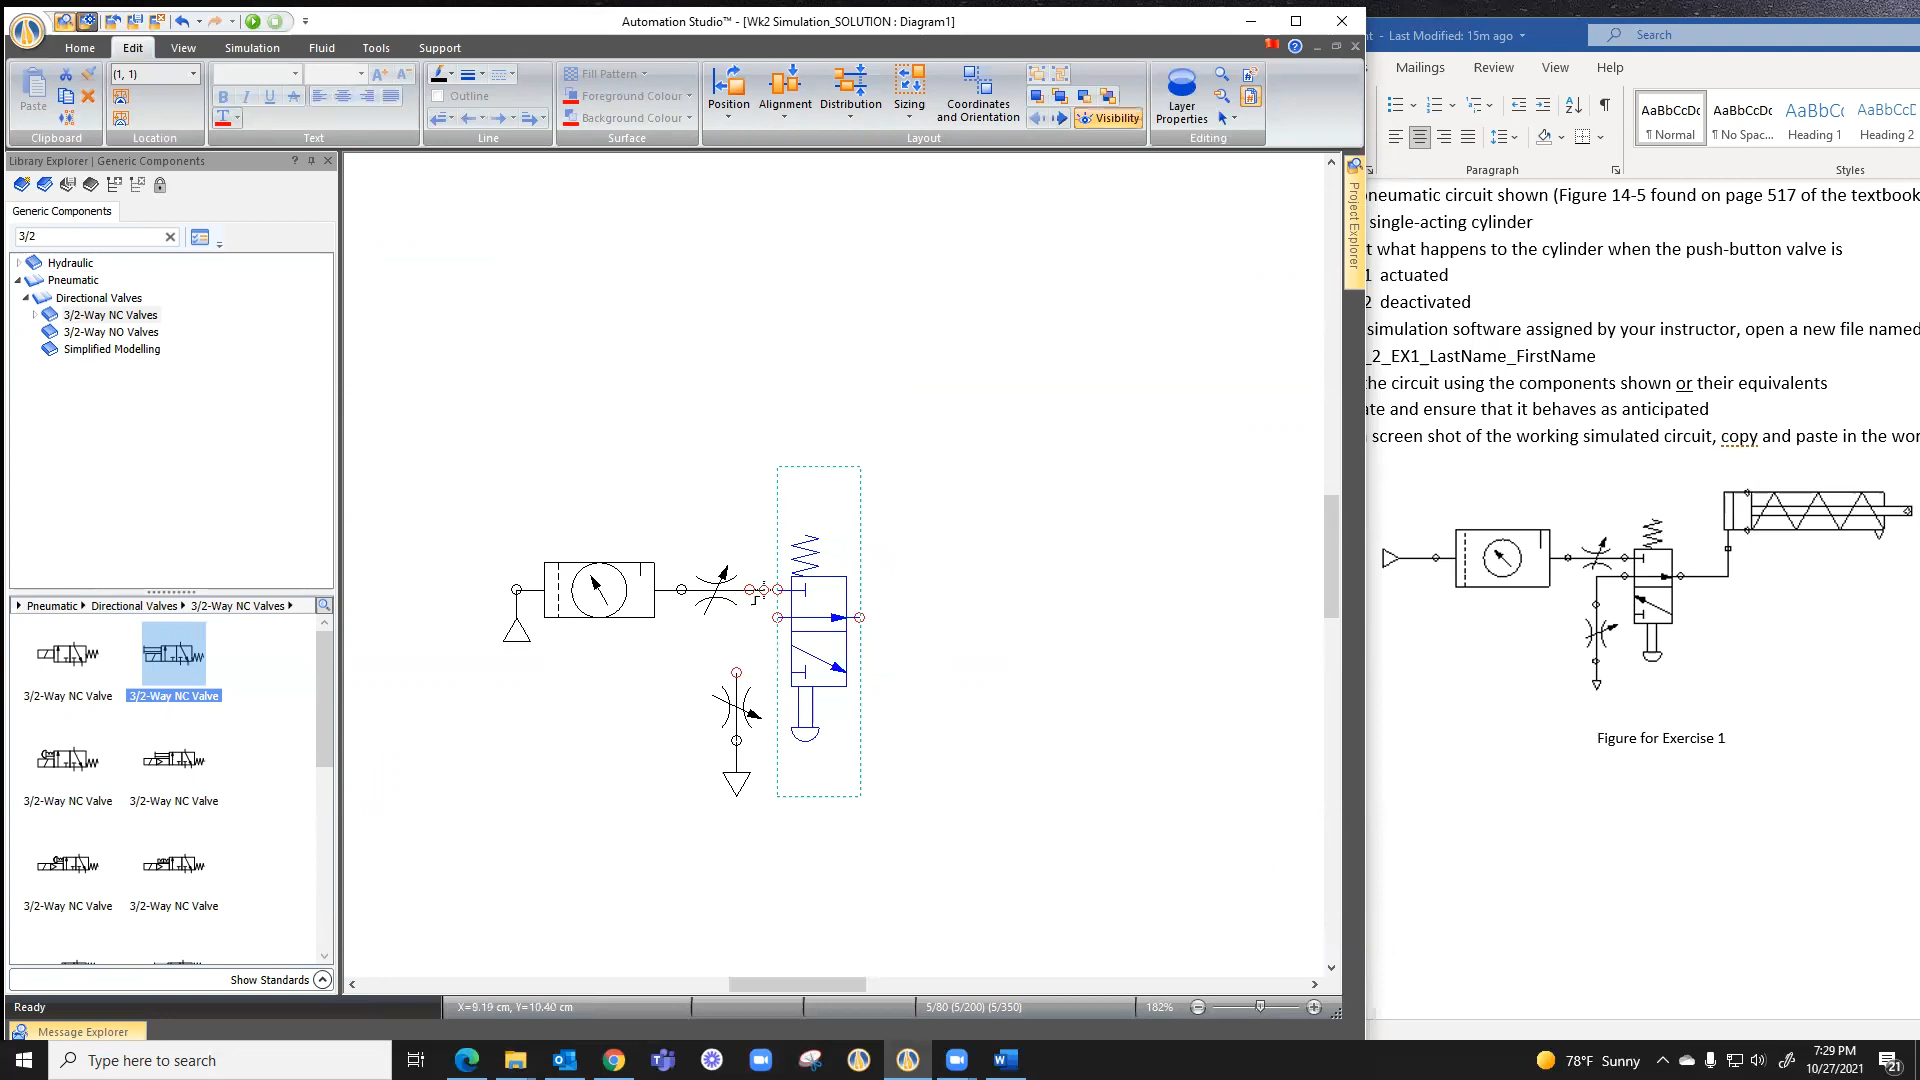 Automation Studio™ - [Wk2 Simulation_SOLUTION : Diagram1]
Home Edit View Simulation Fluid Tools Support
Paste
Clipboard
(1, 1)
Location
B I U A
T
Text
Outline
Line
Fill Pattern
Foreground Colour
Background Colour
Surface
Position
Alignment
Distribution
Sizing
Coordinates
and Orientation
Visibility
Layout
Layer
Properties
Editing
Library Explorer | Generic Components
Generic Components
3/2
Hydraulic
Pneumatic
Directional Valves
3/2-Way NC Valves
3/2-Way NO Valves
Simplified Modelling
Pneumatic Directional Valves 3/2-Way NC Valves
3/2-Way NC Valve 3/2-Way NC Valve
3/2-Way NC Valve 3/2-Way NC Valve
3/2-Way NC Valve 3/2-Way NC Valve
Show Standards
Project Explorer
Ready
X=9.19 cm, Y=10.40 cm
5/80 (5/200) (5/350)
182%
Message Explorer
- Last Modified: 15m ago
Search
Mailings Review View Help
AaBbCcDc AaBbCcDc AaBbCc AaBbCcD
¶ Normal ¶ No Spac... Heading 1 Heading 2
Paragraph
Styles
pneumatic circuit shown (Figure 14-5 found on page 517 of the textbook
single-acting cylinder
t what happens to the cylinder when the push-button valve is
1 actuated
2 deactivated
simulation software assigned by your instructor, open a new file named
_2_EX1_LastName_FirstName
the circuit using the components shown or their equivalents
ate and ensure that it behaves as anticipated
screen shot of the working simulated circuit, copy and paste in the wor
Figure for Exercise 1
Type here to search
78°F Sunny
7:29 PM
10/27/2021
21